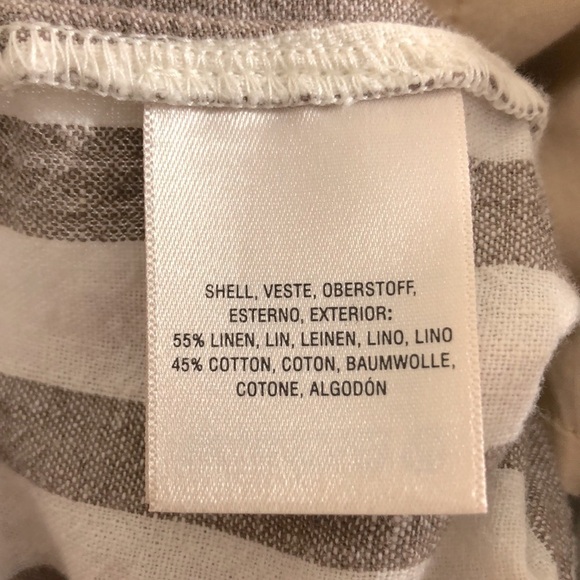 SHELL, VESTE, OBERSTOFF,
ESTERNO, EXTERIOR:
55% LINEN, LIN, LEINEN, LINO, LINO
45% COTTON, COTON, BAUMWOLLE,
COTONE, ALGODÓN